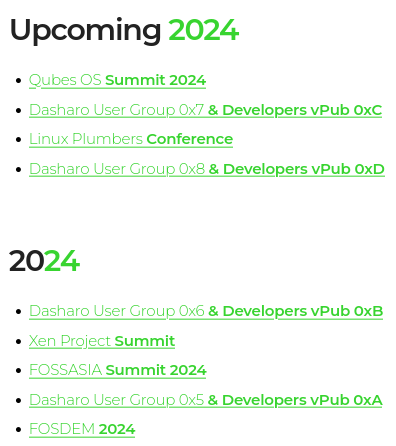 Upcoming 2024
Qubes OS Summit 2024
Dasharo User Group 0x7 & Developers vPub 0xC
Linux Plumbers Conference
Dasharo User Group 0x8 & Developers vPub 0xD
2024
Dasharo User Group 0x6 & Developers vPub 0xB
Xen Project Summit
FOSSASIA Summit 2024
Dasharo User Group 0x5 & Developers vPub 0xA
FOSDEM 2024